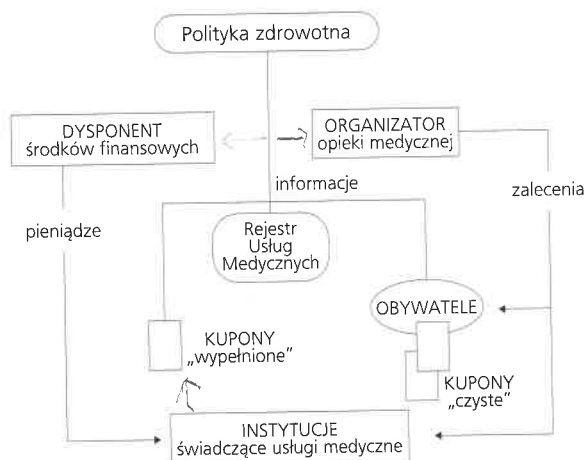 Polityka zdrowotna
DYSPONENT
środków finansowych
ORGANIZATOR
opieki medycznej
informacje
zalecenia
pieniądze
Rejestr
Usług
Medycznych
OBYWATELE
KUPONY
„wypełnione”
KUPONY
„czyste”
INSTYTUCJE
świadczące usługi medyczne